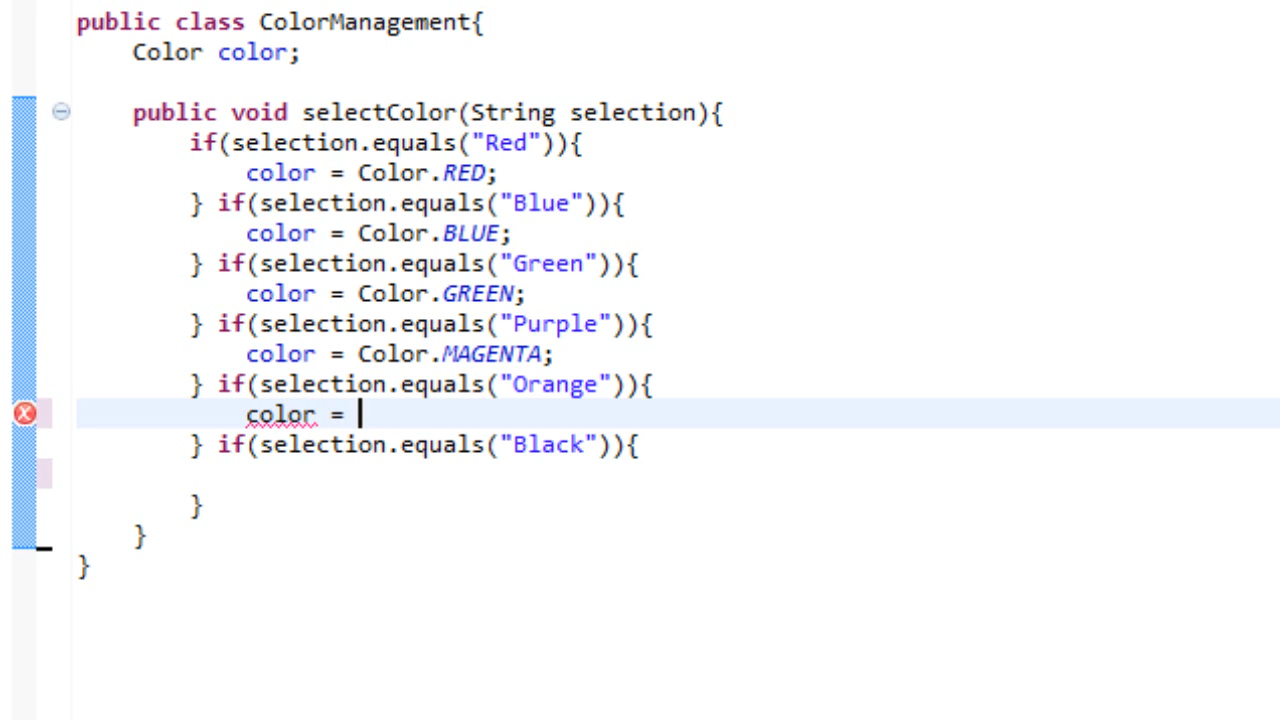 public class ColorManagement{
    Color color;

    public void selectColor(String selection){
        if(selection.equals("Red")){
            color = Color.RED;
        } if(selection.equals("Blue")){
            color = Color.BLUE;
        } if(selection.equals("Green")){
            color = Color.GREEN;
        } if(selection.equals("Purple")){
            color = Color.MAGENTA;
        } if(selection.equals("Orange")){
            color =
        } if(selection.equals("Black")){

        }
    }
}